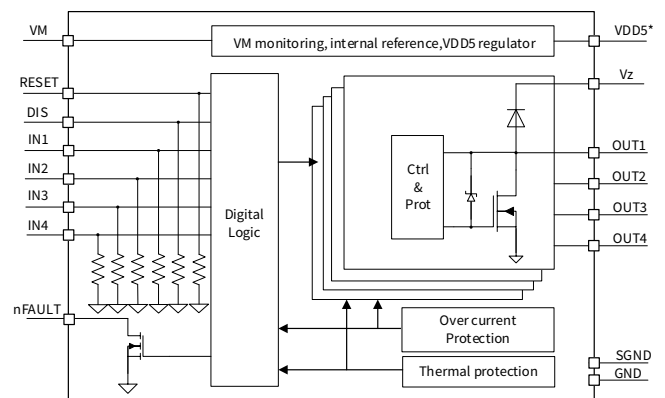 VM
VM monitoring, internal reference,VDD5 regulator
VDD5*
RESET
DIS
IN1
IN2
IN3
IN4
nFAULT
Digital
Logic
Ctrl
&
Prot
Vz
OUT1
OUT2
OUT3
OUT4
Over current
Protection
Thermal protection
SGND
GND